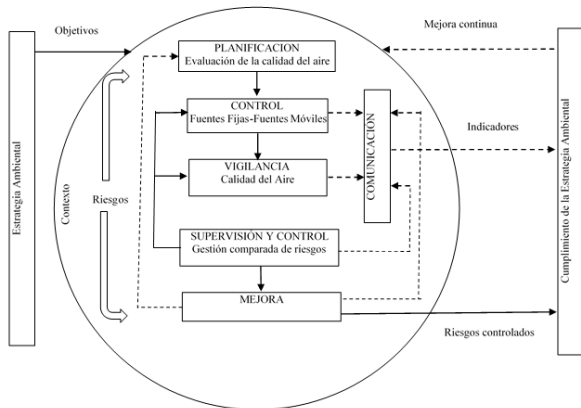 Objetivos
Mejora continua
PLANIFICACION
Evaluación de la calidad del aire
CONTROL
Fuentes Fijas-Fuentes Móviles
Indicadores
VIGILANCIA
Calidad del Aire
COMUNICACION
Estrategia Ambiental
Contexto
Riesgos
Cumplimiento de la Estrategia Ambiental
SUPERVISIÓN Y CONTROL
Gestión comparada de riesgos
MEJORA
Riesgos controlados